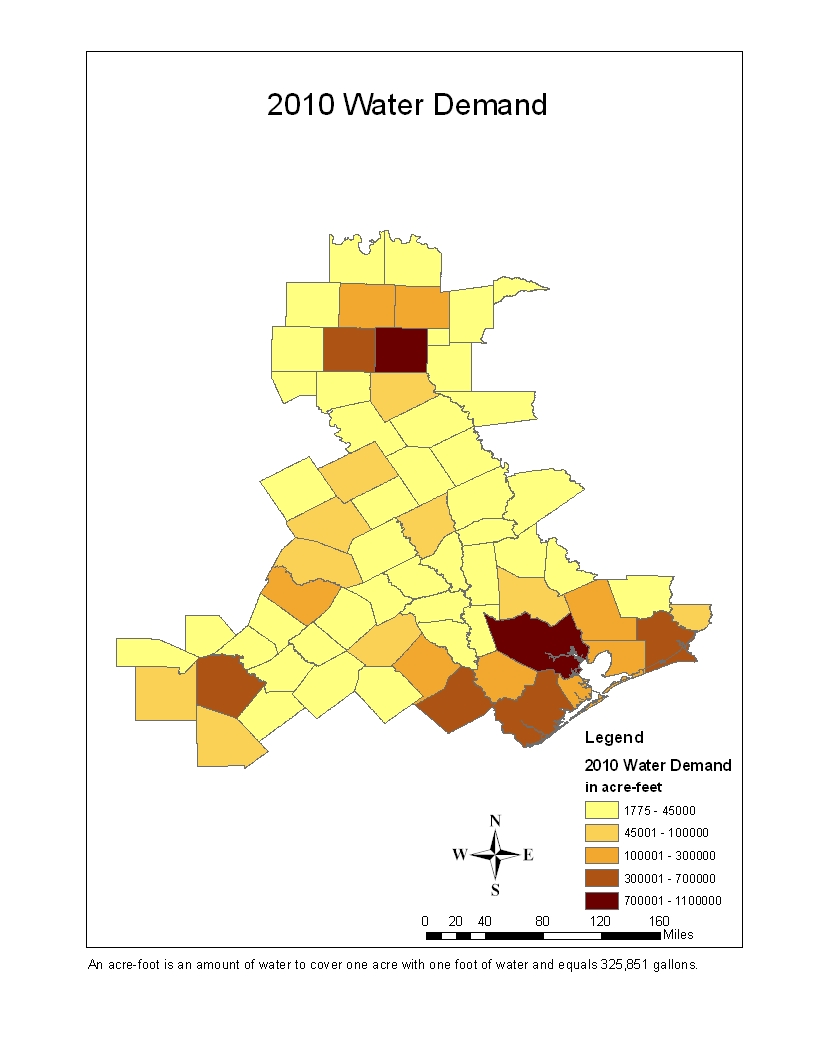 2010 Water Demand
Legend
2010 Water Demand
in acre-feet
1775 - 45000
45001 - 100000
100001 - 300000
300001 - 700000
700001 - 1100000
N
W E
S
0 20 40 80 120 160
Miles
An acre-foot is an amount of water to cover one acre with one foot of water and equals 325,851 gallons.